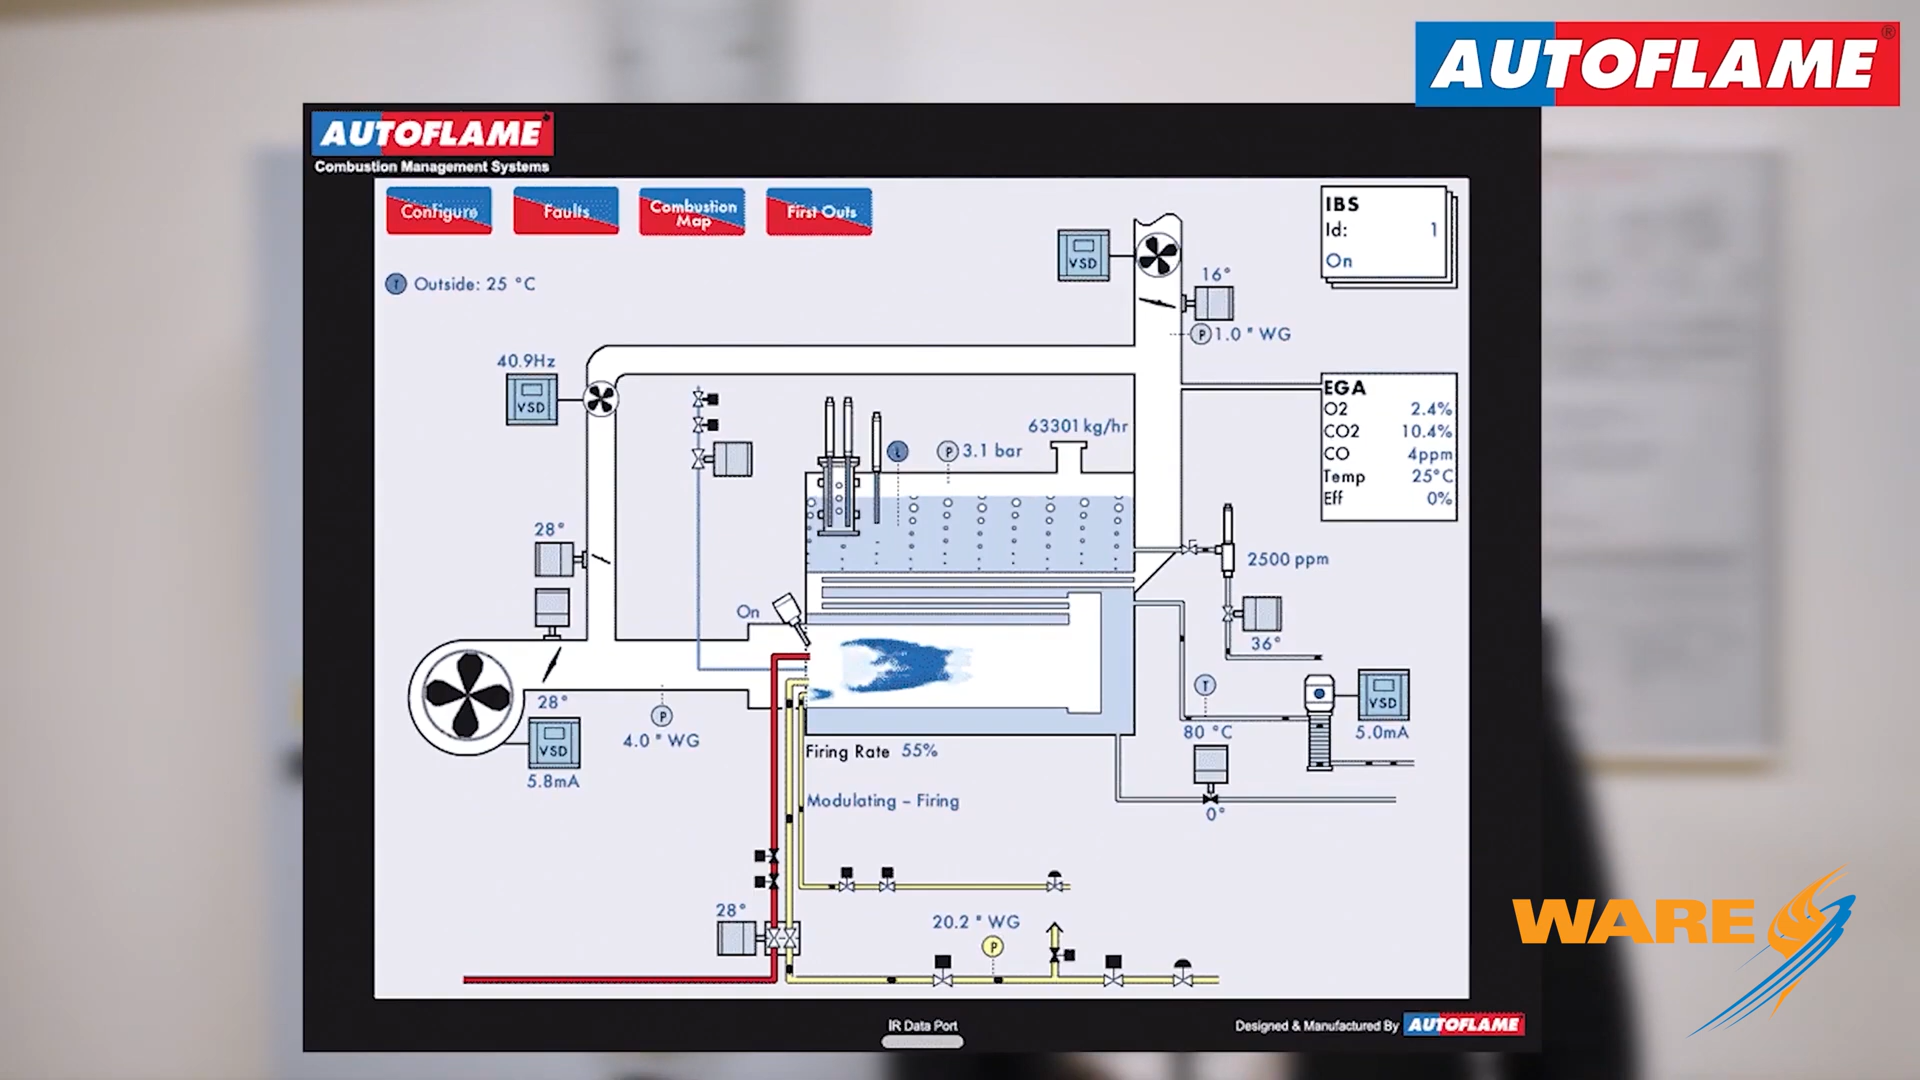 AUTOFLAME®
AUTOFLAME
Combustion Management Systems
Configure
Faults
Combustion
Map
First Outs
IBS
Id: 1
On
T Outside: 25 °C
VSD
16°
P 1.0 " WG
40.9Hz
VSD
EGA
O2 2.4%
CO2 10.4%
CO 4ppm
Temp 25°C
Eff 0%
63301 kg/hr
P 3.1 bar
28°
2500 ppm
On
36°
28°
VSD
5.8mA
P
4.0 " WG
T
80 °C
VSD
5.0mA
Firing Rate 55%
0°
Modulating – Firing
28°
20.2 " WG
P
WARE
IR Data Port
Designed & Manufactured By AUTOFLAME